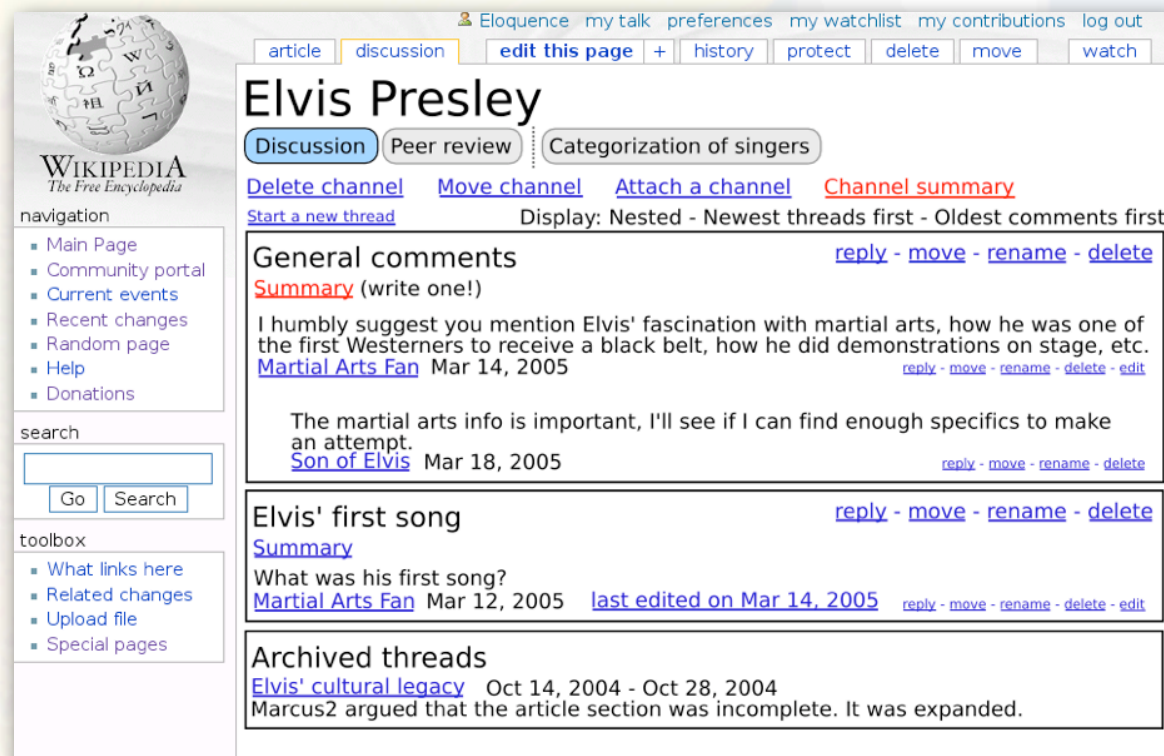 Eloquence my talk preferences my watchlist my contributions log out
article discussion edit this page + history protect delete move watch
Ω W И 祖
WIKIPEDIA
The Free Encyclopedia
navigation
Main Page
Community portal
Current events
Recent changes
Random page
Help
Donations
search
Go Search
toolbox
What links here
Related changes
Upload file
Special pages
Elvis Presley
Discussion Peer review Categorization of singers
Delete channel Move channel Attach a channel Channel summary
Start a new thread Display: Nested - Newest threads first - Oldest comments first
General comments reply - move - rename - delete
Summary (write one!)
I humbly suggest you mention Elvis' fascination with martial arts, how he was one of
the first Westerners to receive a black belt, how he did demonstrations on stage, etc.
Martial Arts Fan Mar 14, 2005 reply - move - rename - delete - edit
The martial arts info is important, I'll see if I can find enough specifics to make
an attempt.
Son of Elvis Mar 18, 2005 reply - move - rename - delete
Elvis' first song reply - move - rename - delete
Summary
What was his first song?
Martial Arts Fan Mar 12, 2005 last edited on Mar 14, 2005 reply - move - rename - delete - edit
Archived threads
Elvis' cultural legacy Oct 14, 2004 - Oct 28, 2004
Marcus2 argued that the article section was incomplete. It was expanded.